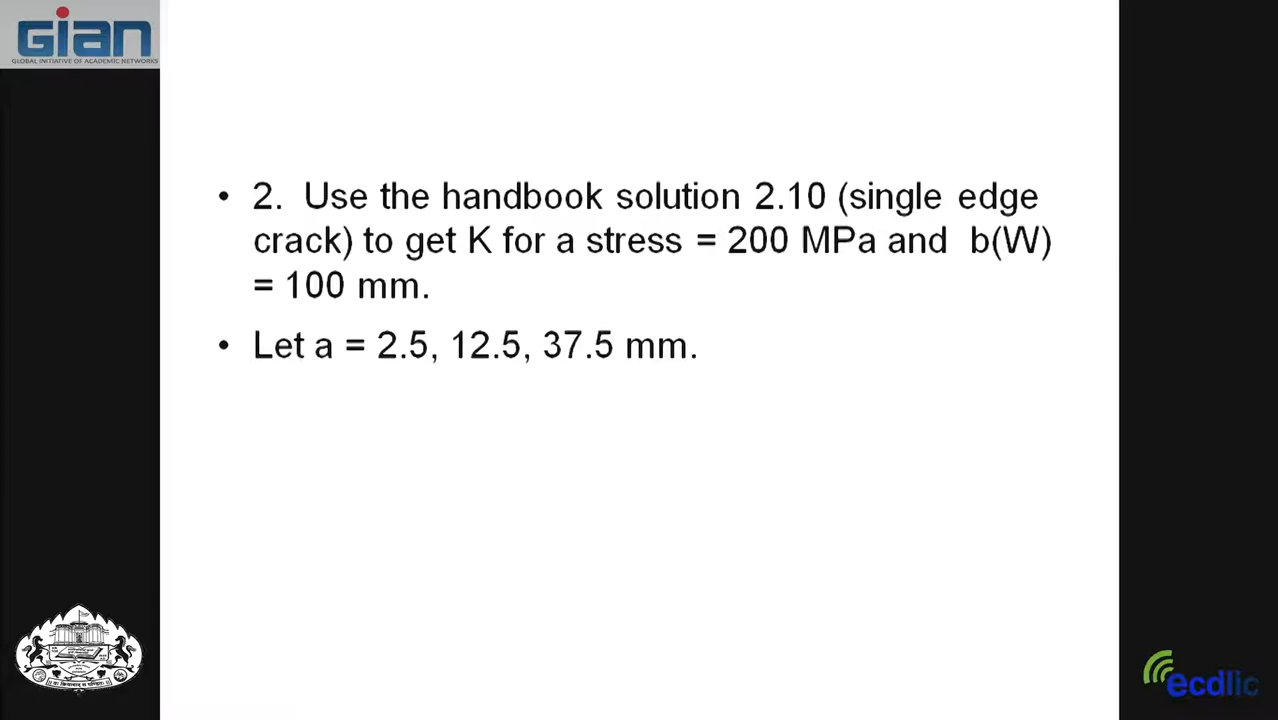 Gian
GLOBAL INITIATIVE OF ACADEMIC NETWORKS
• 2. Use the handbook solution 2.10 (single edge
crack) to get K for a stress = 200 MPa and b(W)
= 100 mm.
• Let a = 2.5, 12.5, 37.5 mm.
ecdlic